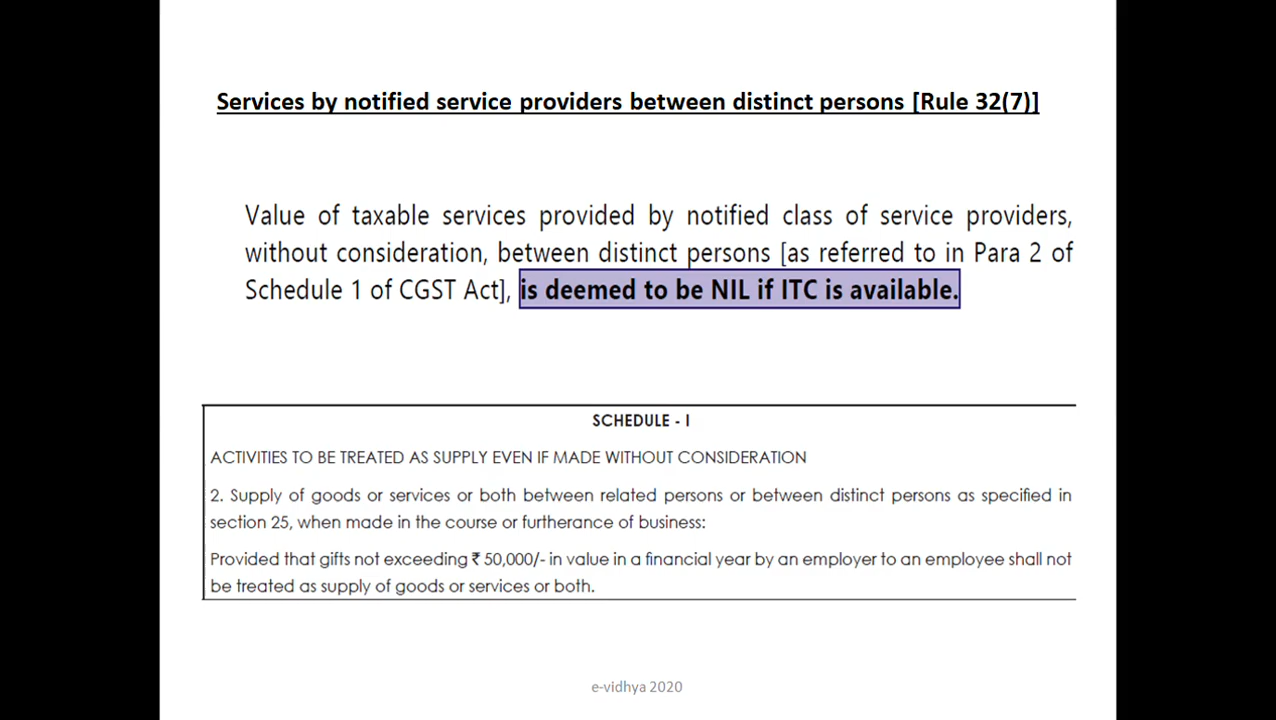 Services by notified service providers between distinct persons [Rule 32(7)]
Value of taxable services provided by notified class of service providers,
without consideration, between distinct persons [as referred to in Para 2 of
Schedule 1 of CGST Act], is deemed to be NIL if ITC is available.
SCHEDULE - I
ACTIVITIES TO BE TREATED AS SUPPLY EVEN IF MADE WITHOUT CONSIDERATION
2. Supply of goods or services or both between related persons or between distinct persons as specified in
section 25, when made in the course or furtherance of business:
Provided that gifts not exceeding ₹ 50,000/- in value in a financial year by an employer to an employee shall not
be treated as supply of goods or services or both.
e-vidhya 2020